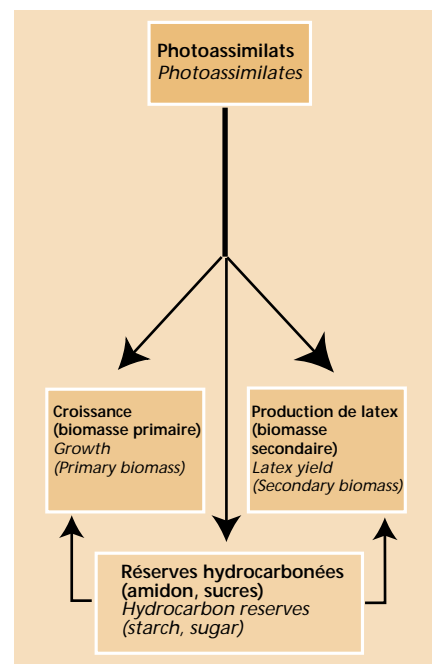 Photoassimilats
Photoassimilates
Croissance
(biomasse primaire)
Growth
(Primary biomass)
Production de latex
(biomasse
secondaire)
Latex yield
(Secondary biomass)
Réserves hydrocarbonées
(amidon, sucres)
Hydrocarbon reserves
(starch, sugar)